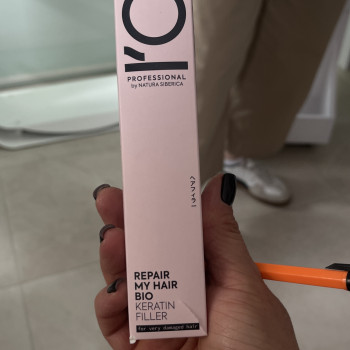 I'C
PROFESSIONAL
by NATURA SIBERICA
REPAIR
MY HAIR
BIO
KERATIN
FILLER
for very damaged hair